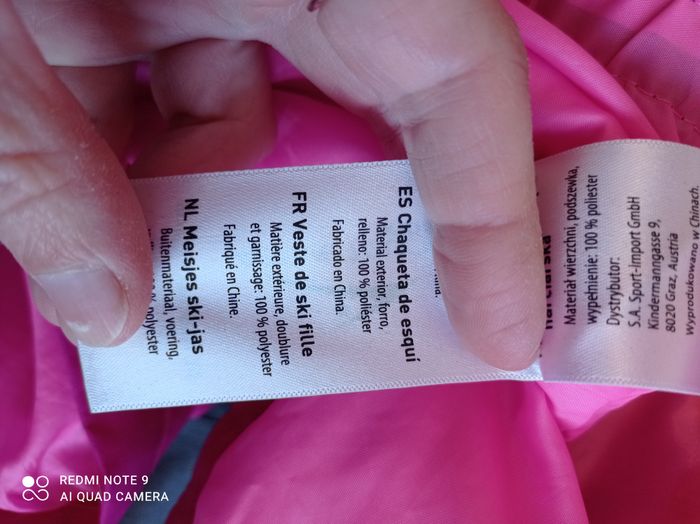 ES Chaqueta de esquí
Material exterior, forro,
relleno: 100 % poliéster
Fabricado en China.
FR Veste de ski fille
Matière extérieure, doublure
et garnissage: 100 % polyester
Fabriqué en Chine.
NL Meisjes ski-jas
Buitenmateriaal, voering,
% polyester
Materiał wierzchni, podszewka,
wypełnienie: 100 % poliester
Dystrybutor:
S.A. Sport-Import GmbH
Kindermanngasse 9,
8020 Graz, Austria
wyprodukowano w Chinach.
REDMI NOTE 9
AI QUAD CAMERA